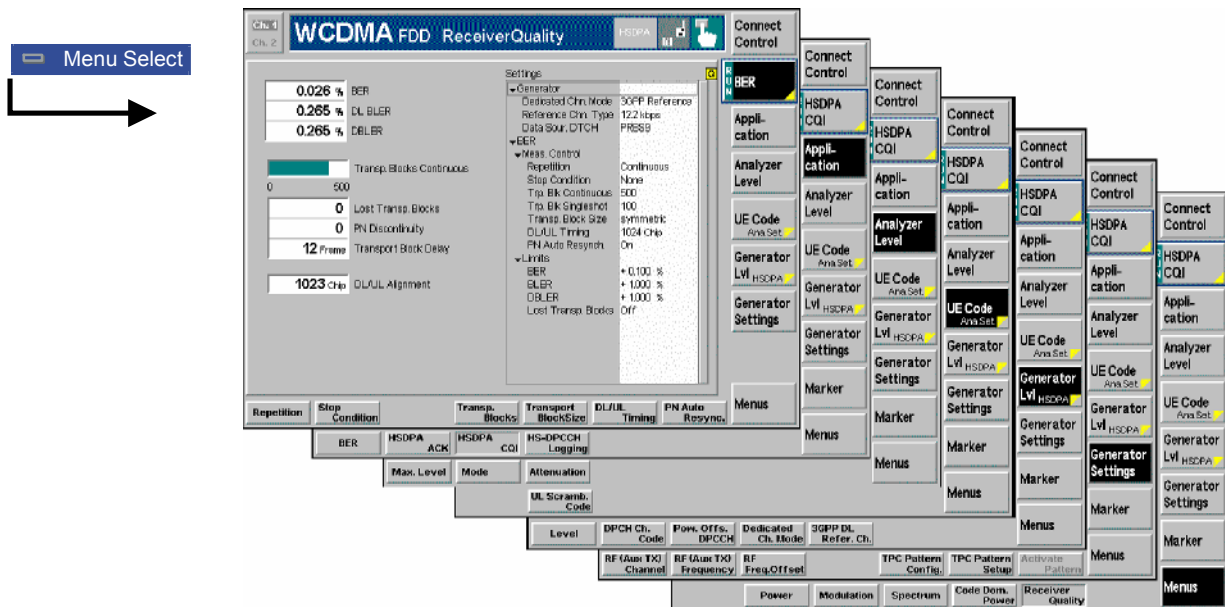 Menu Select
Ch. 1
Ch. 2
WCDMA FDD ReceiverQuality
HSDPA
Connect Control
0.026 % BER
0.265 % DL BLER
0.265 % DBLER
Transp. Blocks Continuous
0 500
0 Lost Transp. Blocks
0 PN Discontinuity
12 Frame Transport Block Delay
1023 Chip DL/UL Alignment
Settings
G
Generator
Dedicated Chn. Mode 3GPP Reference
Reference Chn. Type 12.2 kbps
Data Sour. DTCH PRBS9
BER
Meas. Control
Repetition Continuous
Stop Condition None
Trp. Blk Continuous 500
Trp. Blk Singleshot 100
Transp. Block Size symmetric
DL/UL Timing 1024 Chip
PN Auto Resynch. On
Limits
BER + 0.100 %
BLER + 1.000 %
DBLER + 1.000 %
Lost Transp. Blocks Off
RUN
BER
Appli-
cation
Analyzer
Level
UE Code
Ana.Set.
Generator
Lvl HSDPA
Generator
Settings
Menus
Repetition
Stop
Condition
Transp.
Blocks
Transport
BlockSize
DL/UL
Timing
PN Auto
Resync.
Connect
Control
HSDPA
CQI
Appli-
cation
Analyzer
Level
UE Code
Ana.Set.
Generator
Lvl HSDPA
Generator
Settings
Marker
Menus
BER
HSDPA
ACK
HSDPA
CQI
HS-DPCCH
Logging
Connect
Control
HSDPA
CQI
Appli-
cation
Analyzer
Level
UE Code
Ana.Set.
Generator
Lvl HSDPA
Generator
Settings
Marker
Menus
Max. Level
Mode
Attenuation
Connect
Control
HSDPA
CQI
Appli-
cation
Analyzer
Level
UE Code
Ana.Set.
Generator
Lvl HSDPA
Generator
Settings
Marker
Menus
UL Scramb.
Code
Connect
Control
HSDPA
CQI
Appli-
cation
Analyzer
Level
UE Code
Ana.Set.
Generator
Lvl HSDPA
Generator
Settings
Marker
Menus
Level
DPCH Ch.
Code
Pow. Offs.
DPCCH
Dedicated
Ch. Mode
3GPP DL
Refer. Ch.
Connect
Control
HSDPA
CQI
Appli-
cation
Analyzer
Level
UE Code
Ana.Set.
Generator
Lvl HSDPA
Generator
Settings
Marker
Menus
RF (Aux TX)
Channel
RF (Aux TX)
Frequency
RF
Freq.Offset
TPC Pattern
Config.
TPC Pattern
Setup
Activate
Pattern
Connect
Control
RUN
HSDPA
CQI
Appli-
cation
Analyzer
Level
UE Code
Ana.Set.
Generator
Lvl HSDPA
Generator
Settings
Marker
Menus
Power
Modulation
Spectrum
Code Dom.
Power
Receiver
Quality